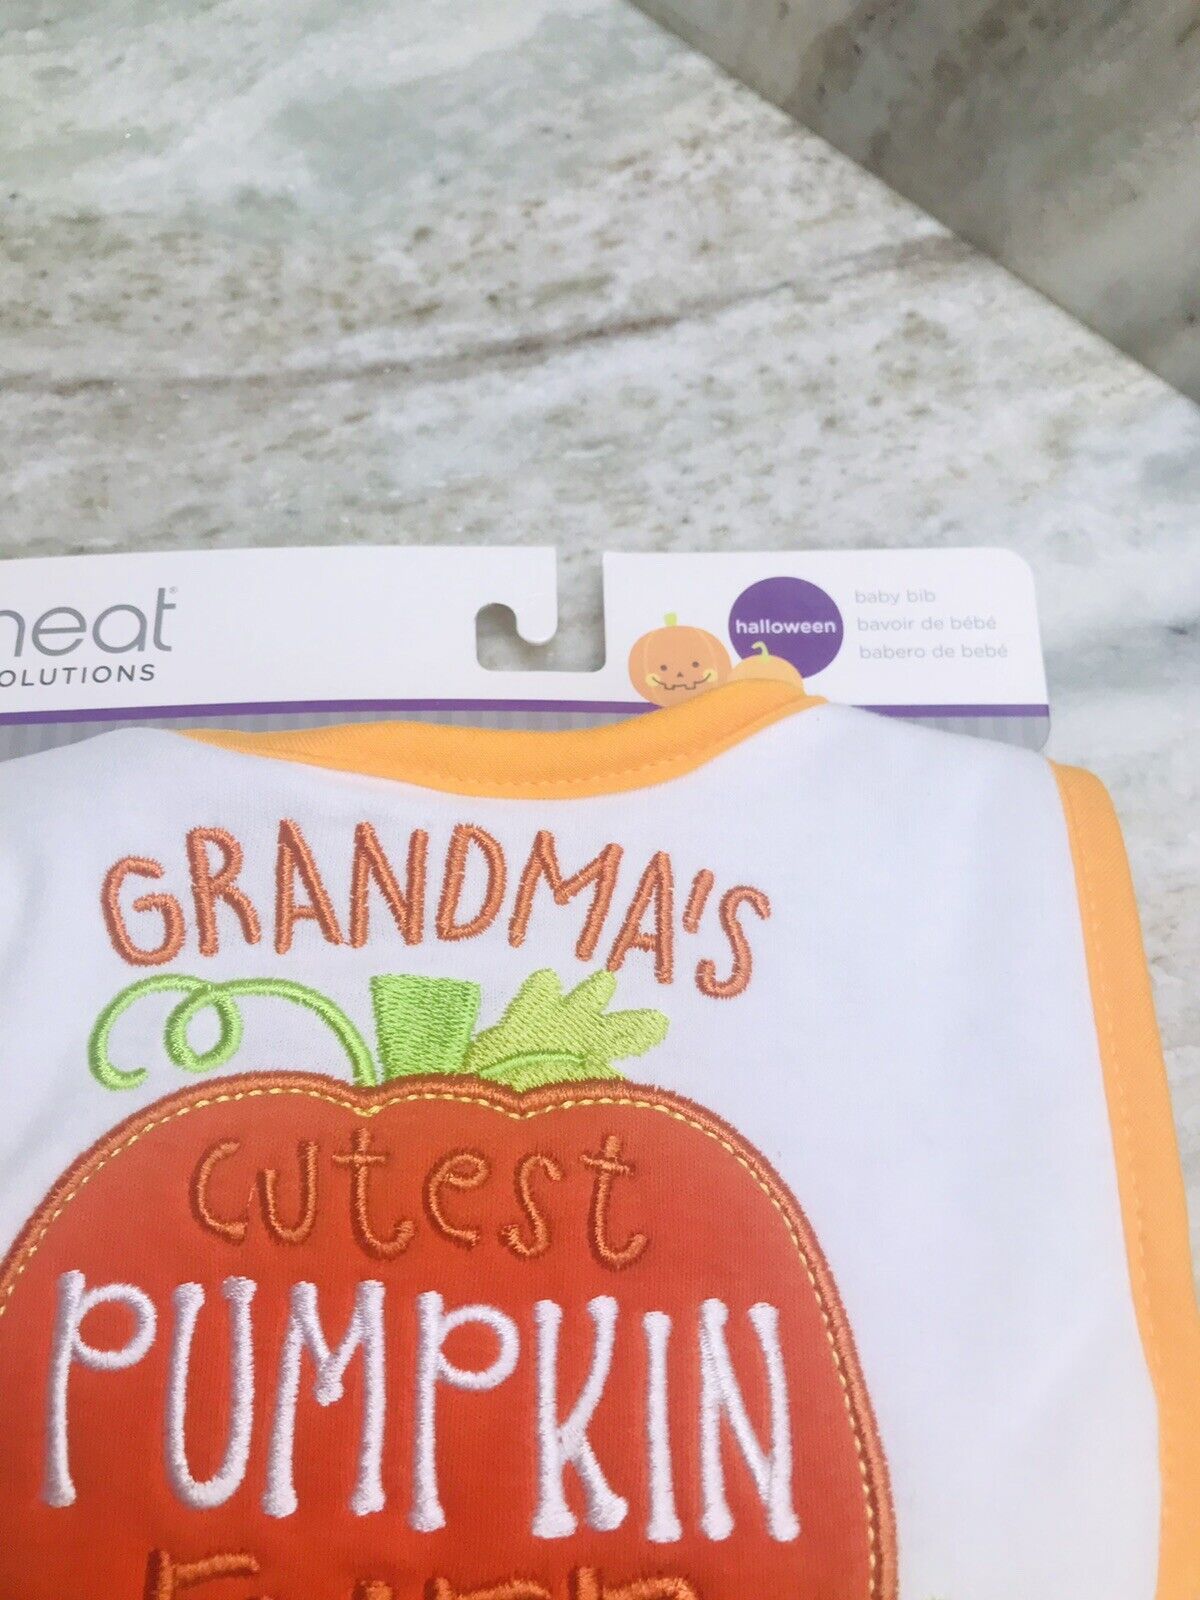 neat®
OLUTIONS
halloween
baby bib
bavoir de bébé
babero de bebé
GRANDMA'S
cutest
PUMPKIN